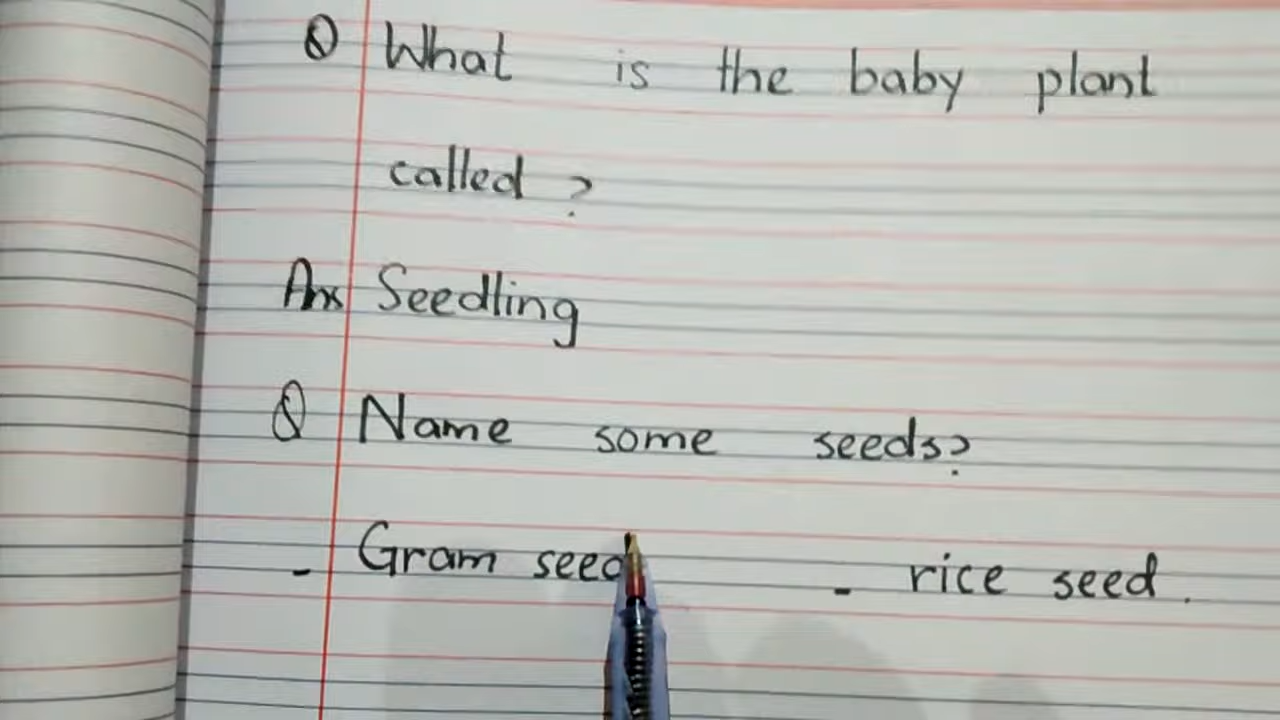 Q What is the baby plant
called ?
Ans Seedling
Q Name some seeds?
- Gram seed - rice seed.